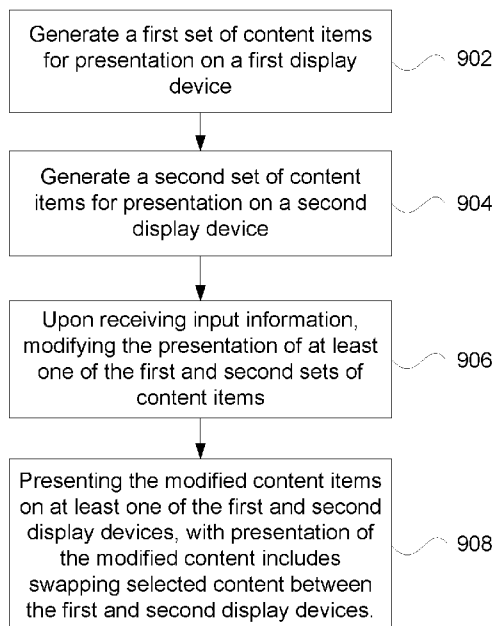 Generate a first set of content items
for presentation on a first display
device
902
Generate a second set of content
items for presentation on a second
display device
904
Upon receiving input information,
modifying the presentation of at least
one of the first and second sets of
content items
906
Presenting the modified content items
on at least one of the first and second
display devices, with presentation of
the modified content includes
swapping selected content between
the first and second display devices.
908